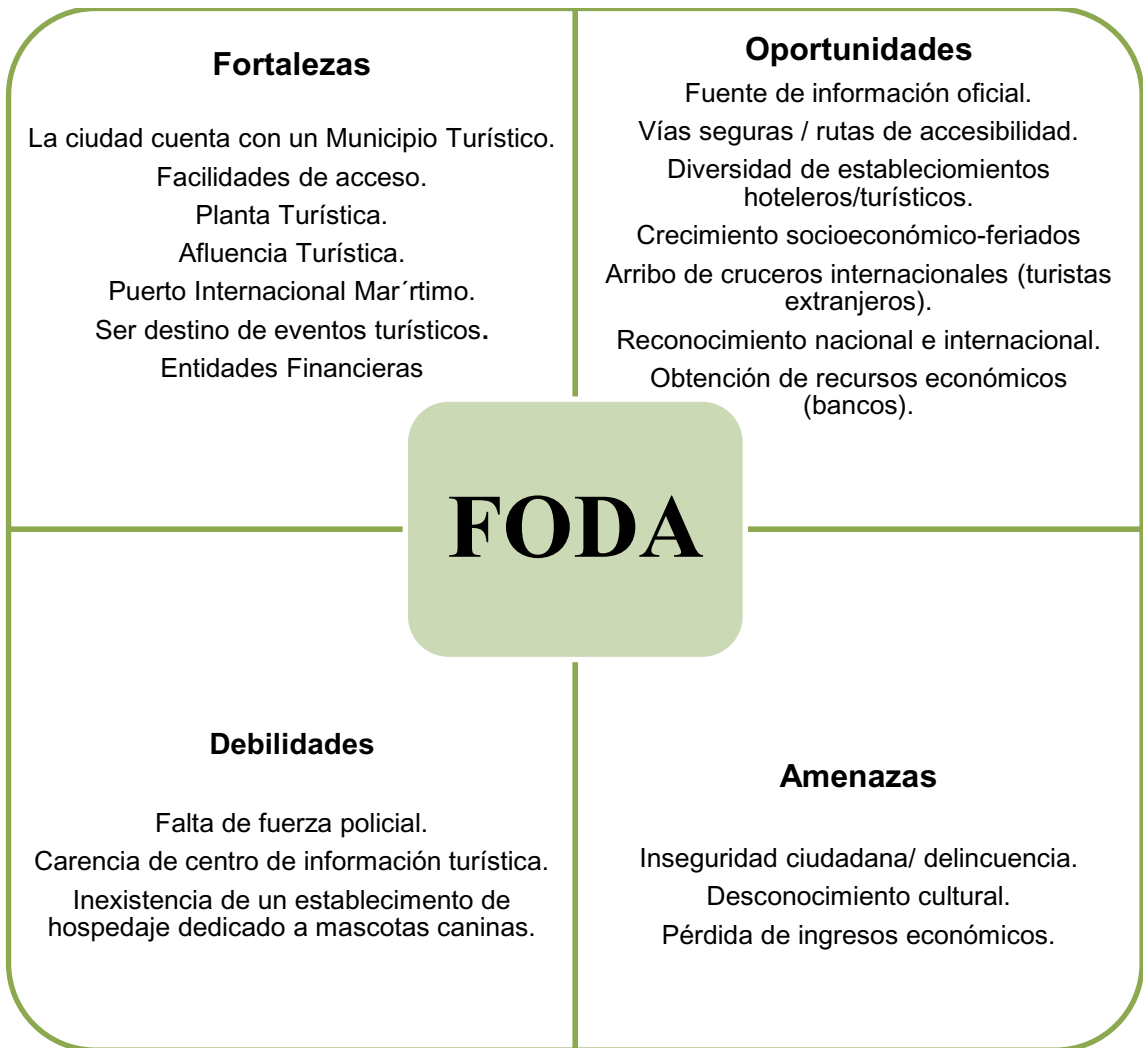 Fortalezas
La ciudad cuenta con un Municipio Turístico.
Facilidades de acceso.
Planta Turística.
Afluencia Turística.
Puerto Internacional Mar´rtimo.
Ser destino de eventos turísticos.
Entidades Financieras
Oportunidades
Fuente de información oficial.
Vías seguras / rutas de accesibilidad.
Diversidad de estableciomientos
hoteleros/turísticos.
Crecimiento socioeconómico-feriados
Arribo de cruceros internacionales (turistas
extranjeros).
Reconocimiento nacional e internacional.
Obtención de recursos económicos
(bancos).
FODA
Debilidades
Falta de fuerza policial.
Carencia de centro de información turística.
Inexistencia de un establecimento de
hospedaje dedicado a mascotas caninas.
Amenazas
Inseguridad ciudadana/ delincuencia.
Desconocimiento cultural.
Pérdida de ingresos económicos.